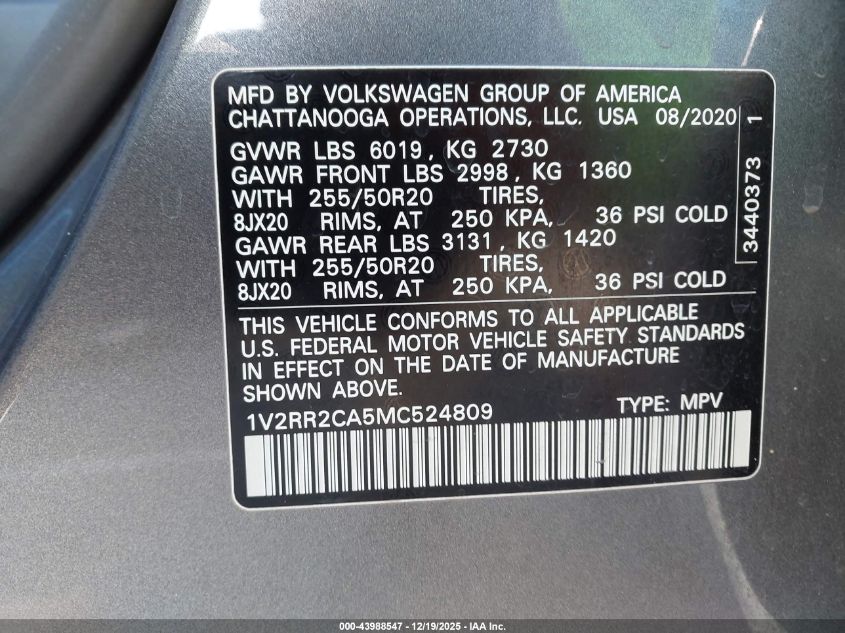 MFD BY VOLKSWAGEN GROUP OF AMERICA
CHATTANOOGA OPERATIONS, LLC. USA 08/2020
GVWR LBS 6019, KG 2730
GAWR FRONT LBS 2998, KG 1360
WITH 255/50R20 TIRES,
8JX20 RIMS, AT 250 KPA, 36 PSI COLD
GAWR REAR LBS 3131, KG 1420
WITH 255/50R20 TIRES,
8JX20 RIMS, AT 250 KPA, 36 PSI COLD
3440373 1
THIS VEHICLE CONFORMS TO ALL APPLICABLE
U.S. FEDERAL MOTOR VEHICLE SAFETY STANDARDS
IN EFFECT ON THE DATE OF MANUFACTURE
SHOWN ABOVE.
1V2RR2CA5MC524809 TYPE: MPV
000-43988547 - 12/19/2025 - IAA Inc.